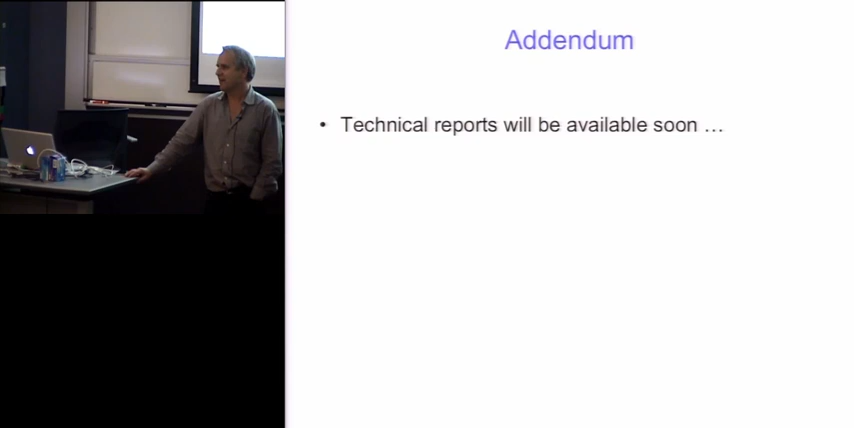 Addendum
• Technical reports will be available soon …